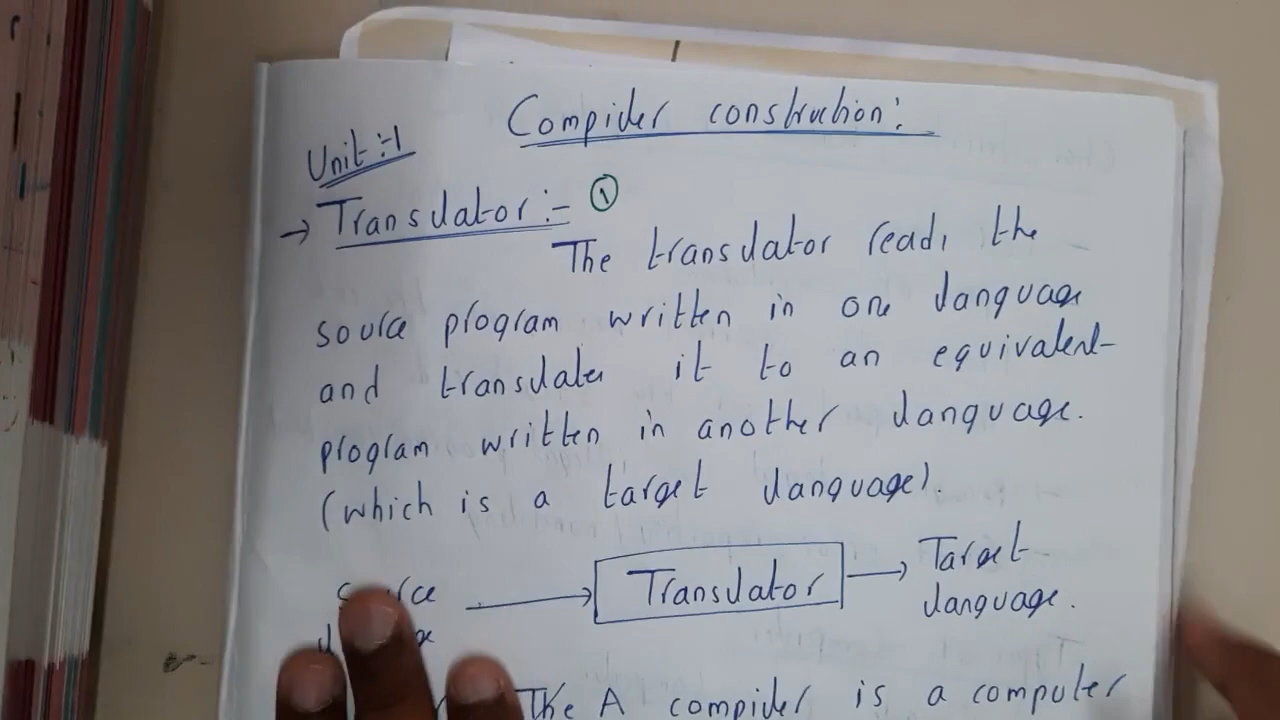 Compiler construction:
Unit:-1
→ Translator:- ①
The translator reads the
source program written in one language
and translates it to an equivalent
program written in another language.
(which is a target language).
Translator
Target
language.
The A compiler is a computer